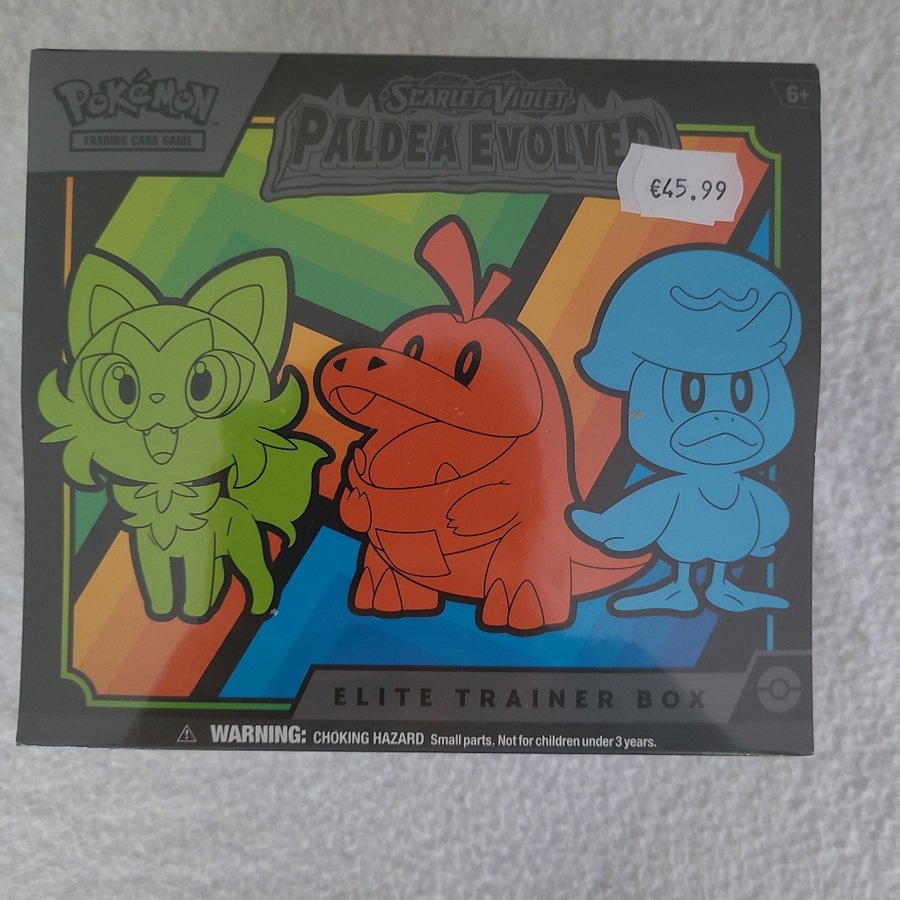 POKéMON
TRADING CARD GAME
SCARLET & VIOLET
PALDEA EVOLVED
6+
€45.99
ELITE TRAINER BOX
WARNING: CHOKING HAZARD Small parts. Not for children under 3 years.